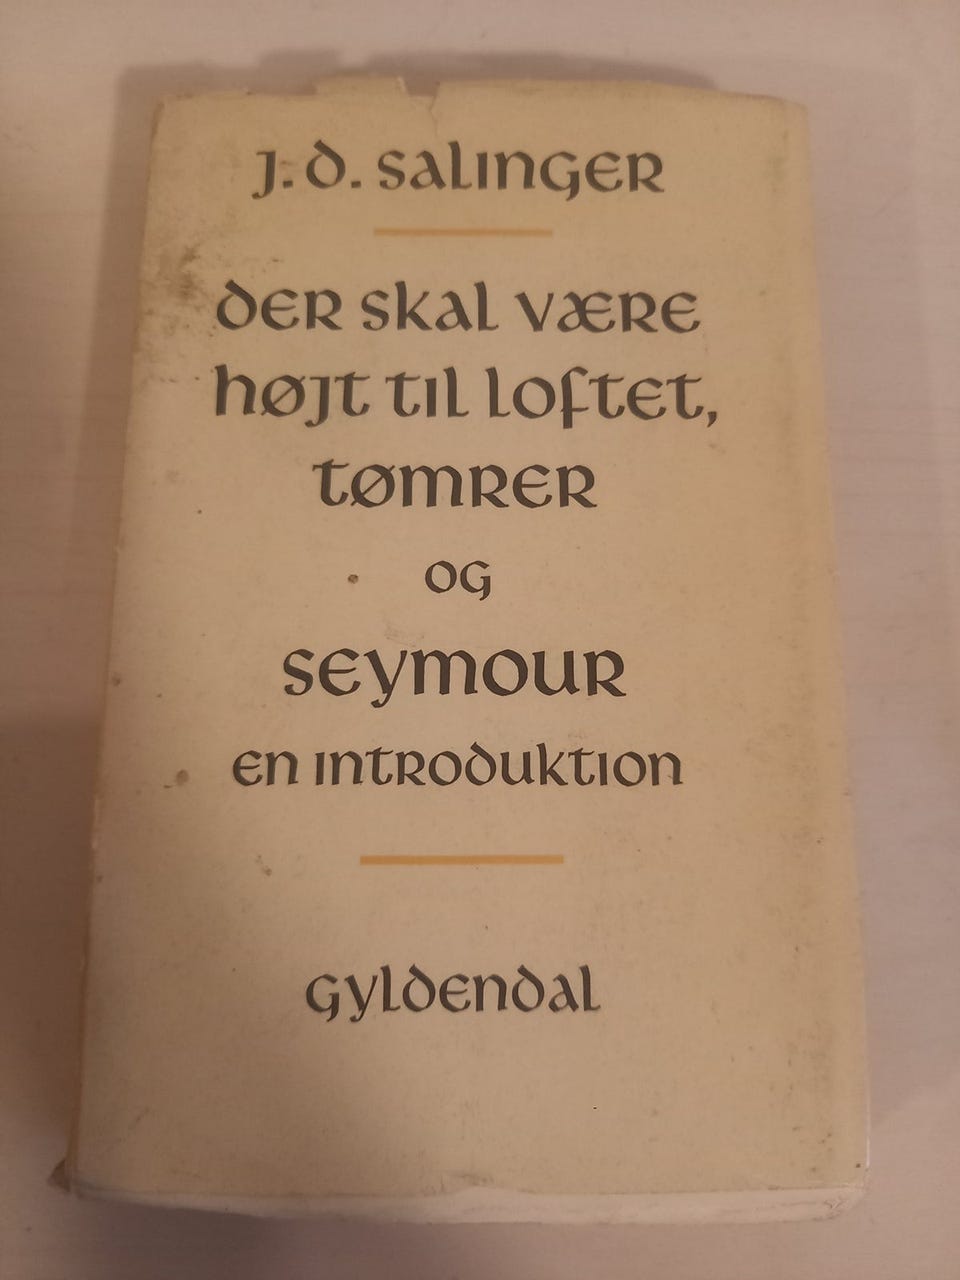 J. D. Salinger
Der skal være
højt til loftet,
tømrer
og
Seymour
en introduktion
Gyldendal